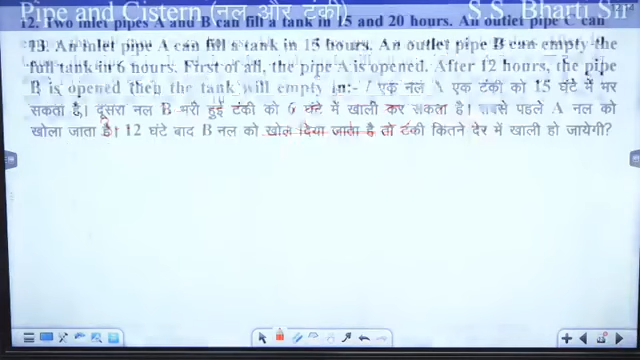 Pipe and Cistern (नल और टंकी) S.S. Bharti Sir
12. Two inlet pipes A and B can fill a tank in 15 and 20 hours. An outlet pipe C can
13. An inlet pipe A can fill a tank in 15 hours. An outlet pipe B can empty the
full tank in 6 hours. First of all, the pipe A is opened. After 12 hours, the pipe
B is opened then the tank will empty in:- / एक नल A एक टंकी को 15 घंटे में भर
सकता है। दूसरा नल B भरी हुई टंकी को 6 घंटे में खाली कर सकता है। सबसे पहले A नल को
खोला जाता है। 12 घंटे बाद B नल को खोल दिया जाता है तो टंकी कितने देर में खाली हो जायेगी?